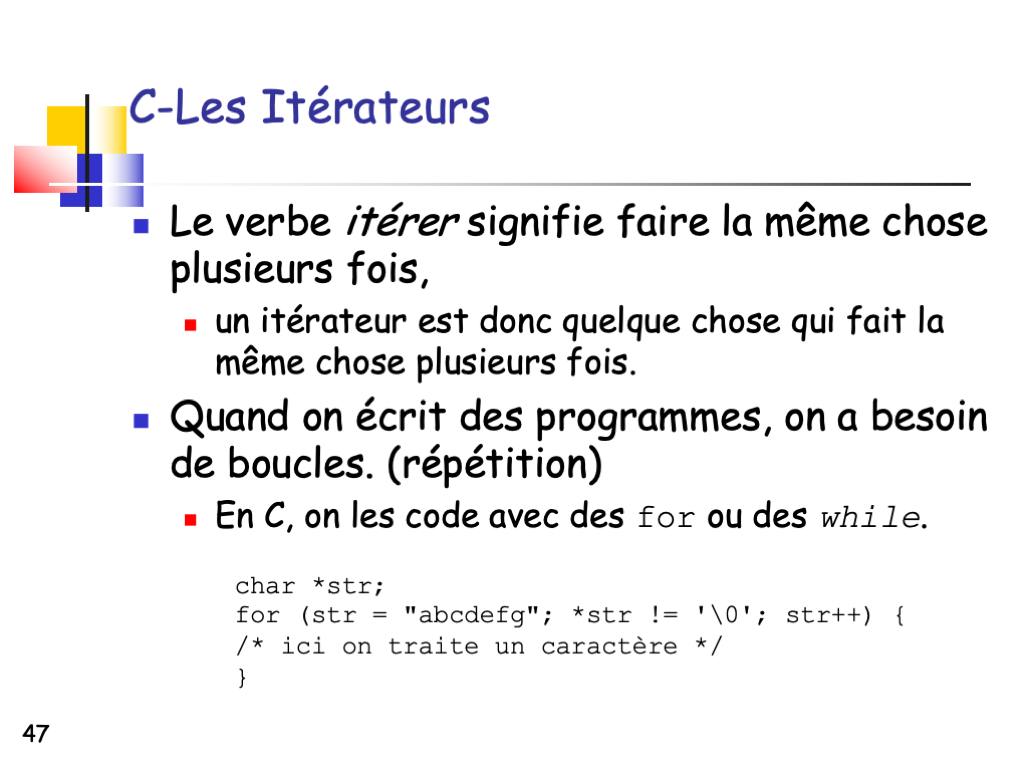 C-Les Itérateurs
Le verbe itérer signifie faire la même chose
plusieurs fois,
un itérateur est donc quelque chose qui fait la
même chose plusieurs fois.
Quand on écrit des programmes, on a besoin
de boucles. (répétition)
En C, on les code avec des for ou des while.
char *str;
for (str = "abcdefg"; *str != '\0'; str++) {
/* ici on traite un caractère */
}
47